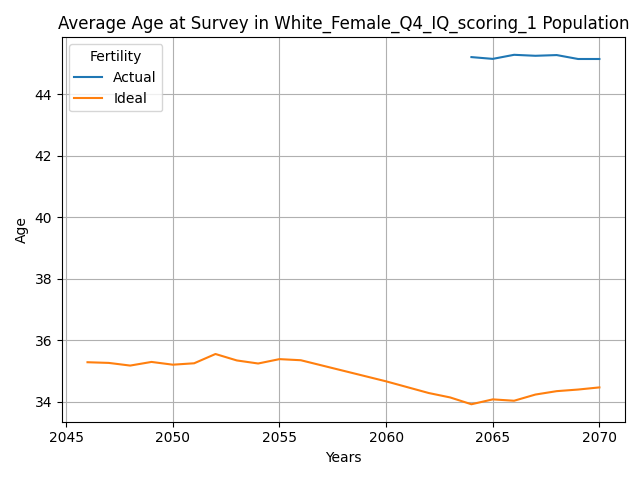 Average Age at Survey in White_Female_Q4_IQ_scoring_1 Population
Fertility
Actual
Ideal
44
42
40
38
36
34
Age
2045
2050
2055
2060
2065
2070
Years